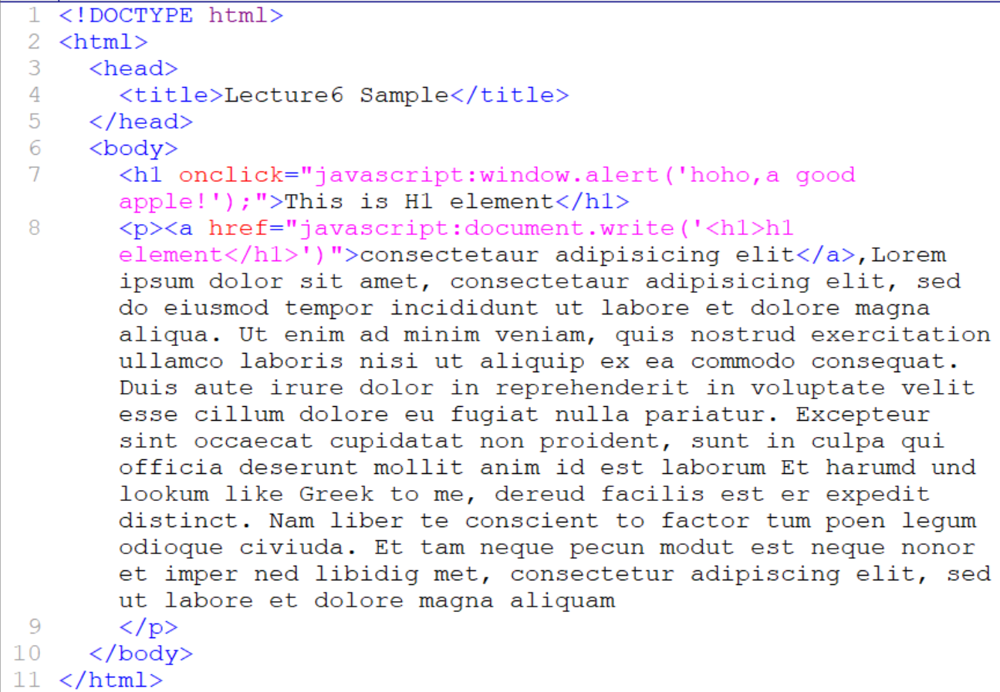 1 <!DOCTYPE html>
2 <html>
3 <head>
4 <title>Lecture6 Sample</title>
5 </head>
6 <body>
7 <h1 onclick="javascript:window.alert('hoho,a good
apple!');">This is H1 element</h1>
8 <p><a href="javascript:document.write('<h1>h1
element</h1>')">consectetaur adipisicing elit</a>,Lorem
ipsum dolor sit amet, consectetaur adipisicing elit, sed
do eiusmod tempor incididunt ut labore et dolore magna
aliqua. Ut enim ad minim veniam, quis nostrud exercitation
ullamco laboris nisi ut aliquip ex ea commodo consequat.
Duis aute irure dolor in reprehenderit in voluptate velit
esse cillum dolore eu fugiat nulla pariatur. Excepteur
sint occaecat cupidatat non proident, sunt in culpa qui
officia deserunt mollit anim id est laborum Et harumd und
lookum like Greek to me, dereud facilis est er expedit
distinct. Nam liber te conscient to factor tum poen legum
odioque civiuda. Et tam neque pecun modut est neque nonor
et imper ned libidig met, consectetur adipiscing elit, sed
ut labore et dolore magna aliquam
9 </p>
10 </body>
11 </html>